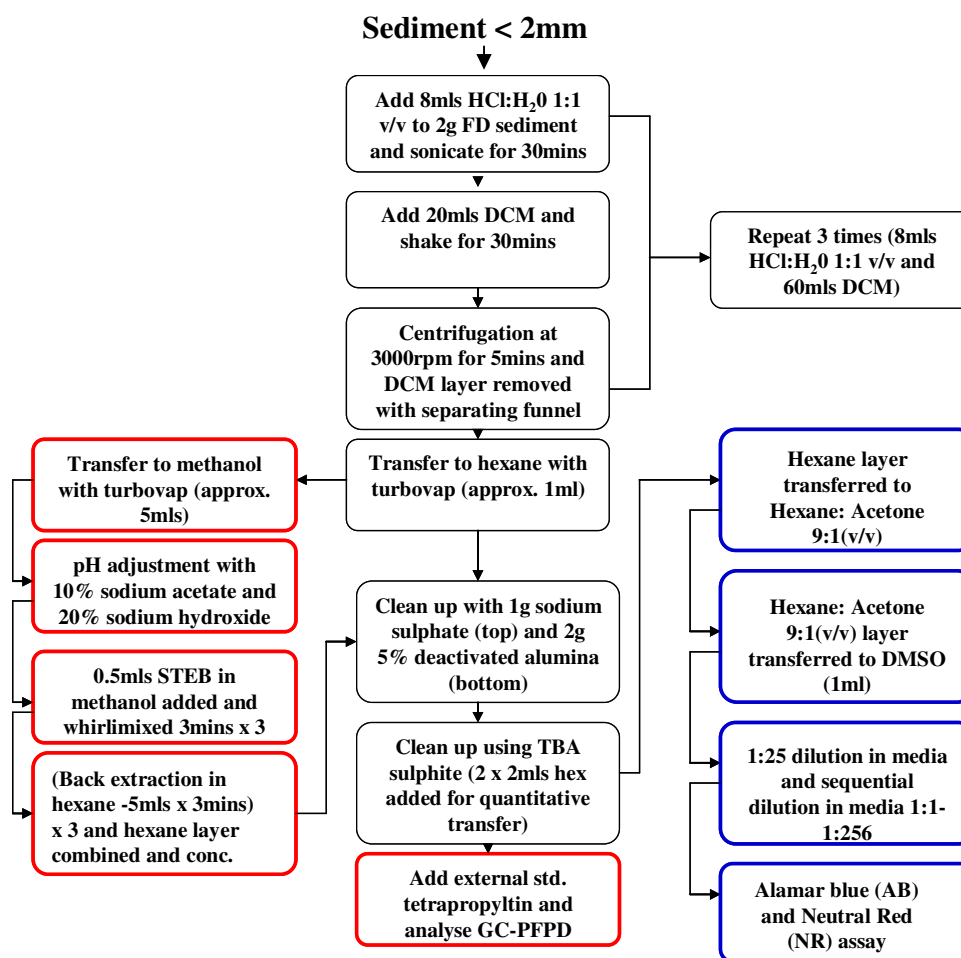 Sediment < 2mm
Add 8mls HCl:H₂0 1:1
v/v to 2g FD sediment
and sonicate for 30mins
Add 20mls DCM and
shake for 30mins
Repeat 3 times (8mls
HCl:H₂0 1:1 v/v and
60mls DCM)
Centrifugation at
3000rpm for 5mins and
DCM layer removed
with separating funnel
Transfer to hexane with
turbovap (approx. 1ml)
Transfer to methanol
with turbovap (approx.
5mls)
pH adjustment with
10% sodium acetate and
20% sodium hydroxide
0.5mls STEB in
methanol added and
whirlimixed 3mins x 3
(Back extraction in
hexane -5mls x 3mins)
x 3 and hexane layer
combined and conc.
Clean up with 1g sodium
sulphate (top) and 2g
5% deactivated alumina
(bottom)
Clean up using TBA
sulphite (2 x 2mls hex
added for quantitative
transfer)
Add external std.
tetrapropyltin and
analyse GC-PFPD
Hexane layer
transferred to
Hexane: Acetone
9:1(v/v)
Hexane: Acetone
9:1(v/v) layer
transferred to DMSO
(1ml)
1:25 dilution in media
and sequential
dilution in media 1:1-
1:256
Alamar blue (AB)
and Neutral Red
(NR) assay